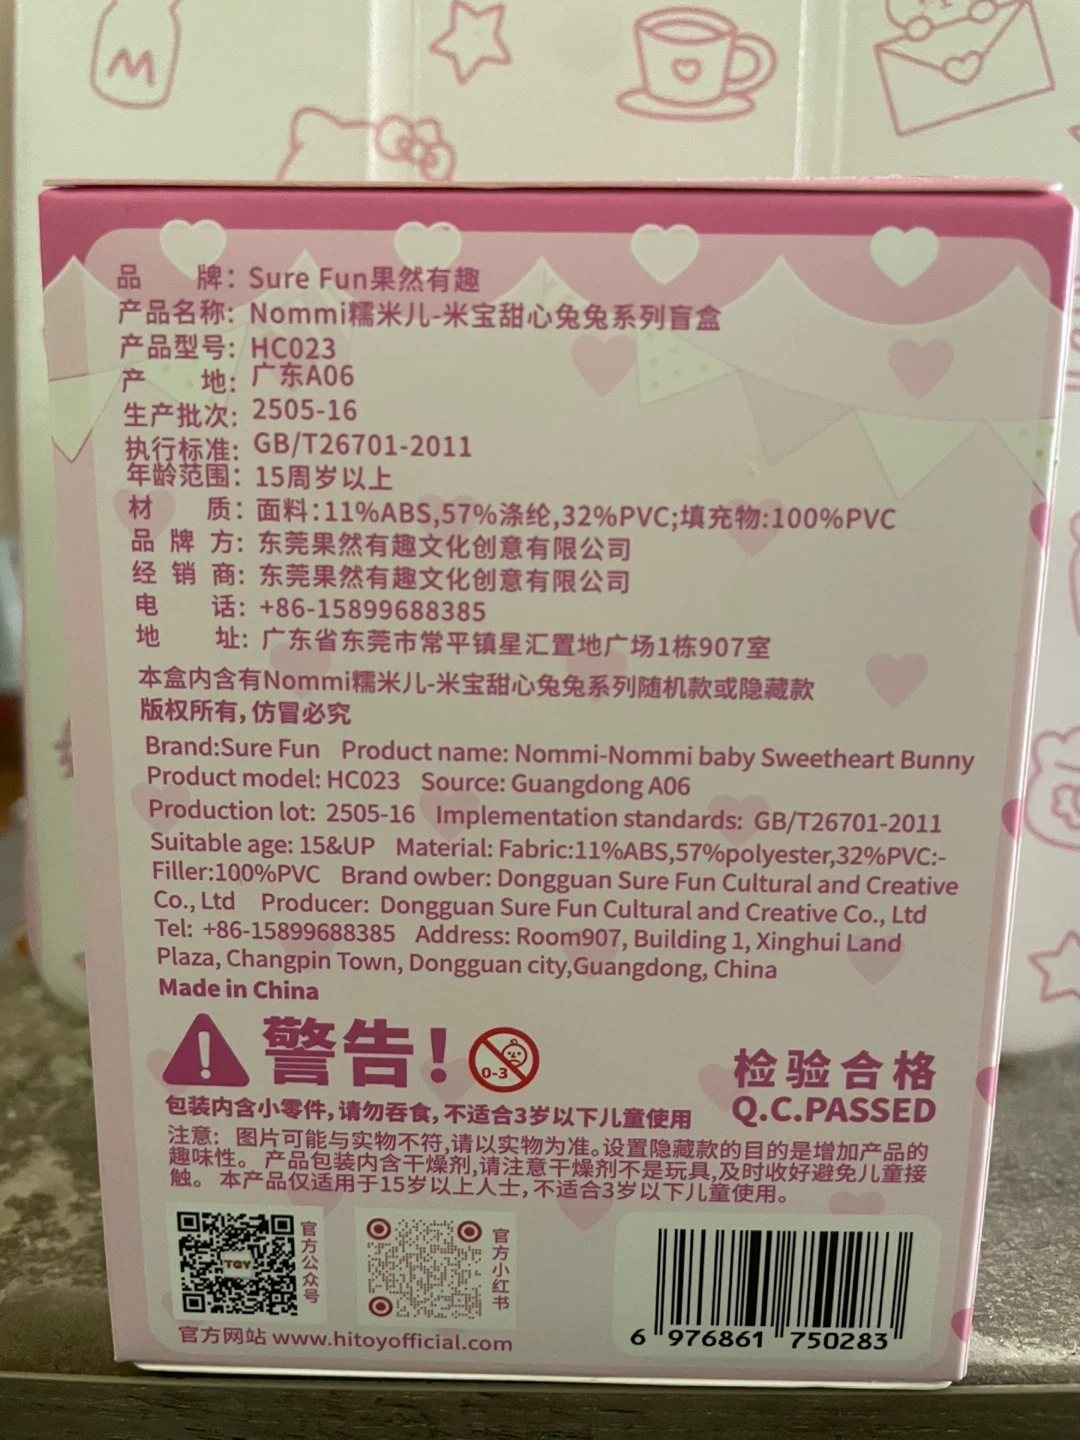 M
品 牌：Sure Fun果然有趣
产品名称：Nommi糯米儿-米宝甜心兔兔系列盲盒
产品型号：HC023
产 地：广东A06
生产批次：2505-16
执行标准：GB/T26701-2011
年龄范围：15周岁以上
材 质：面料：11%ABS,57%涤纶,32%PVC;填充物:100%PVC
品 牌 方：东莞果然有趣文化创意有限公司
经 销 商：东莞果然有趣文化创意有限公司
电 话：+86-15899688385
地 址：广东省东莞市常平镇星汇置地广场1栋907室
本盒内含有Nommi糯米儿-米宝甜心兔兔系列随机款或隐藏款
版权所有，仿冒必究
Brand:Sure Fun Product name: Nommi-Nommi baby Sweetheart Bunny
Product model: HC023 Source: Guangdong A06
Production lot: 2505-16 Implementation standards: GB/T26701-2011
Suitable age: 15&UP Material: Fabric:11%ABS,57%polyester,32%PVC:-
Filler:100%PVC Brand owber: Dongguan Sure Fun Cultural and Creative
Co., Ltd Producer: Dongguan Sure Fun Cultural and Creative Co., Ltd
Tel: +86-15899688385 Address: Room907, Building 1, Xinghui Land
Plaza, Changpin Town, Dongguan city,Guangdong, China
Made in China
警告！ 0-3
包装内含小零件，请勿吞食，不适合3岁以下儿童使用
检验合格
Q.C.PASSED
注意：图片可能与实物不符，请以实物为准。设置隐藏款的目的是增加产品的
趣味性。产品包装内含干燥剂，请注意干燥剂不是玩具，及时收好避免儿童接
触。本产品仅适用于15岁以上人士，不适合3岁以下儿童使用。
TOY
官方公众号
官方小红书
官方网站 www.hitoyofficial.com
6 976861 750283